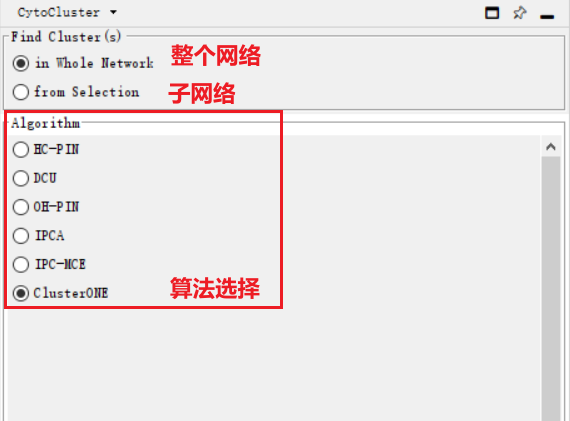 CytoCluster
Find Cluster(s)
in Whole Network 整个网络
from Selection 子网络
Algorithm
HC-PIN
DCU
OH-PIN
IPCA
IPC-MCE
ClusterONE 算法选择